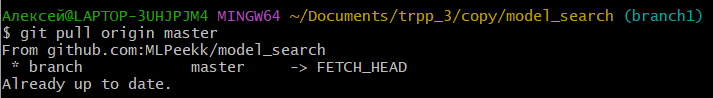 Алексей@LAPTOP-3UHJPJM4 MINGW64 ~/Documents/trpp_3/copy/model_search (branch1)
$ git pull origin master
From github.com:MLPeekk/model_search
 * branch            master     -> FETCH_HEAD
Already up to date.